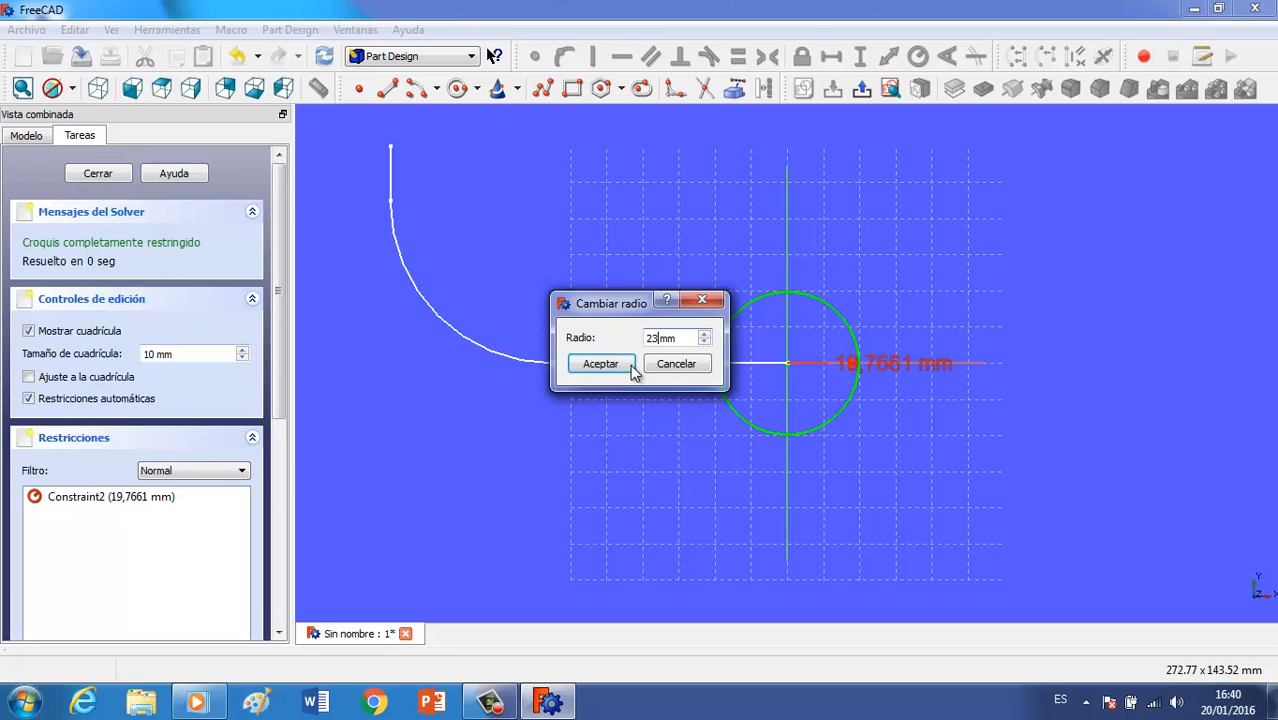 FreeCAD
Archivo Editar Ver Herramientas Macro Part Design Ventanas Ayuda
Part Design
Vista combinada
Modelo Tareas
Cerrar Ayuda
Mensajes del Solver
Croquis completamente restringido
Resuelto en 0 seg
Controles de edición
Mostrar cuadrícula
Tamaño de cuadrícula: 10 mm
Ajuste a la cuadrícula
Restricciones automáticas
Restricciones
Filtro: Normal
Constraint2 (19,7661 mm)
Cambiar radio
Radio: 23mm
Aceptar Cancelar
19,7661 mm
Y
Z X
Sin nombre : 1*
272.77 x 143.52 mm
ES
16:40
20/01/2016